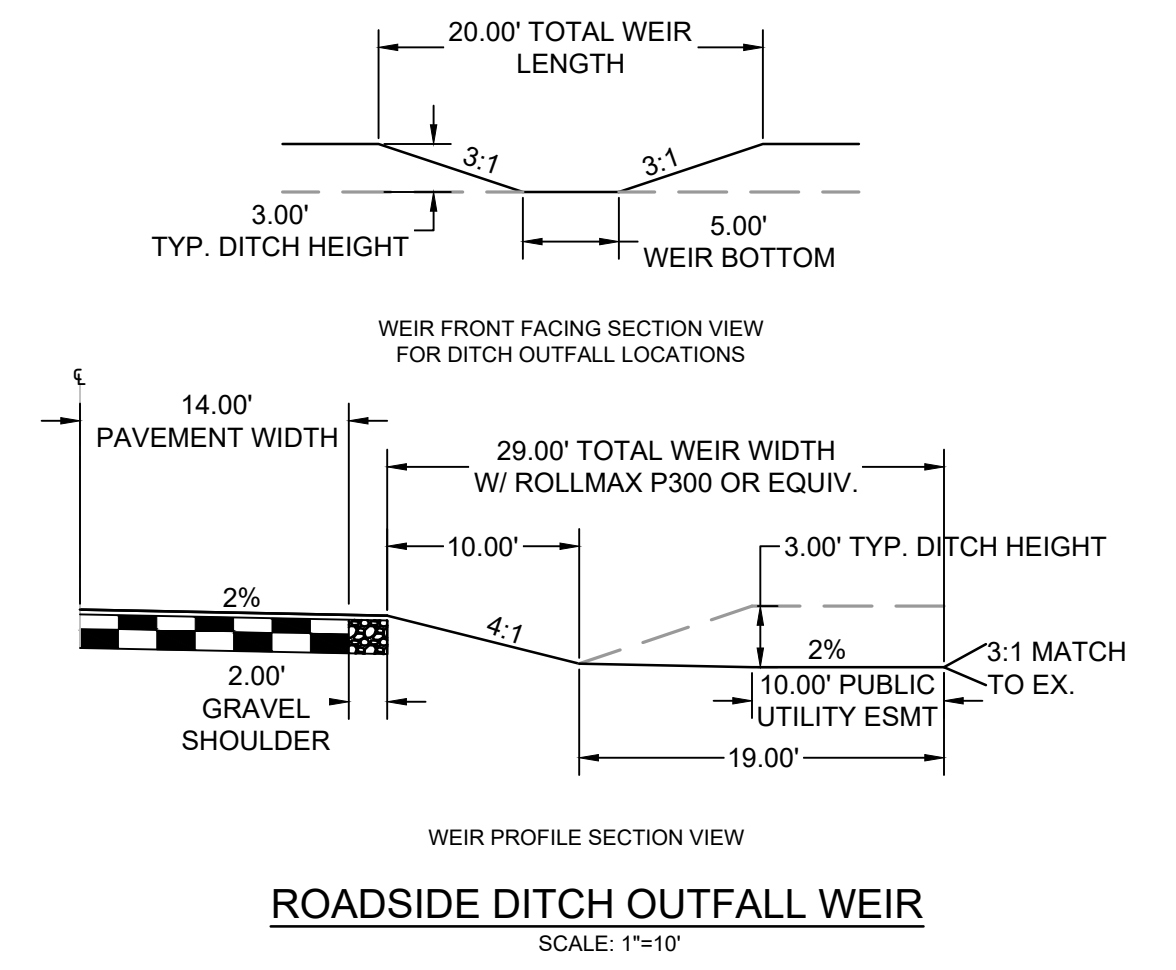 20.00' TOTAL WEIR
LENGTH
3:1
3:1
3.00'
TYP. DITCH HEIGHT
5.00'
WEIR BOTTOM
WEIR FRONT FACING SECTION VIEW
FOR DITCH OUTFALL LOCATIONS
℄
14.00'
PAVEMENT WIDTH
29.00' TOTAL WEIR WIDTH
W/ ROLLMAX P300 OR EQUIV.
10.00'
3.00' TYP. DITCH HEIGHT
2%
4:1
2%
3:1 MATCH
TO EX.
2.00'
GRAVEL
SHOULDER
10.00' PUBLIC
UTILITY ESMT
19.00'
WEIR PROFILE SECTION VIEW
ROADSIDE DITCH OUTFALL WEIR
SCALE: 1"=10'